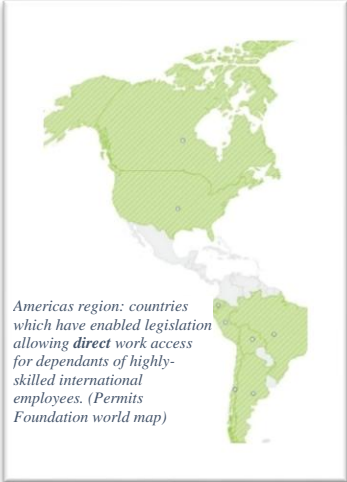 Americas region: countries
which have enabled legislation
allowing direct work access
for dependants of highly-
skilled international
employees. (Permits
Foundation world map)